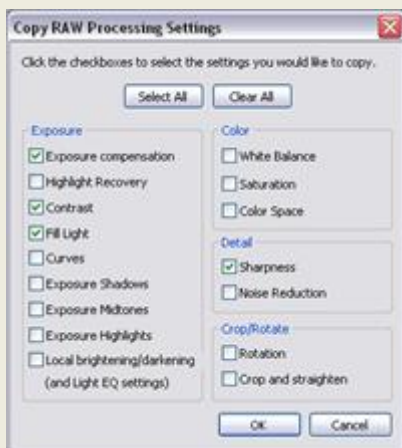 Copy RAW Processing Settings
Click the checkboxes to select the settings you would like to copy.
Select All
Clear All
Exposure
Exposure compensation
Highlight Recovery
Contrast
Fill Light
Curves
Exposure Shadows
Exposure Midtones
Exposure Highlights
Local brightening/darkening
(and Light EQ settings)
Color
White Balance
Saturation
Color Space
Detail
Sharpness
Noise Reduction
Crop/Rotate
Rotation
Crop and straighten
OK
Cancel